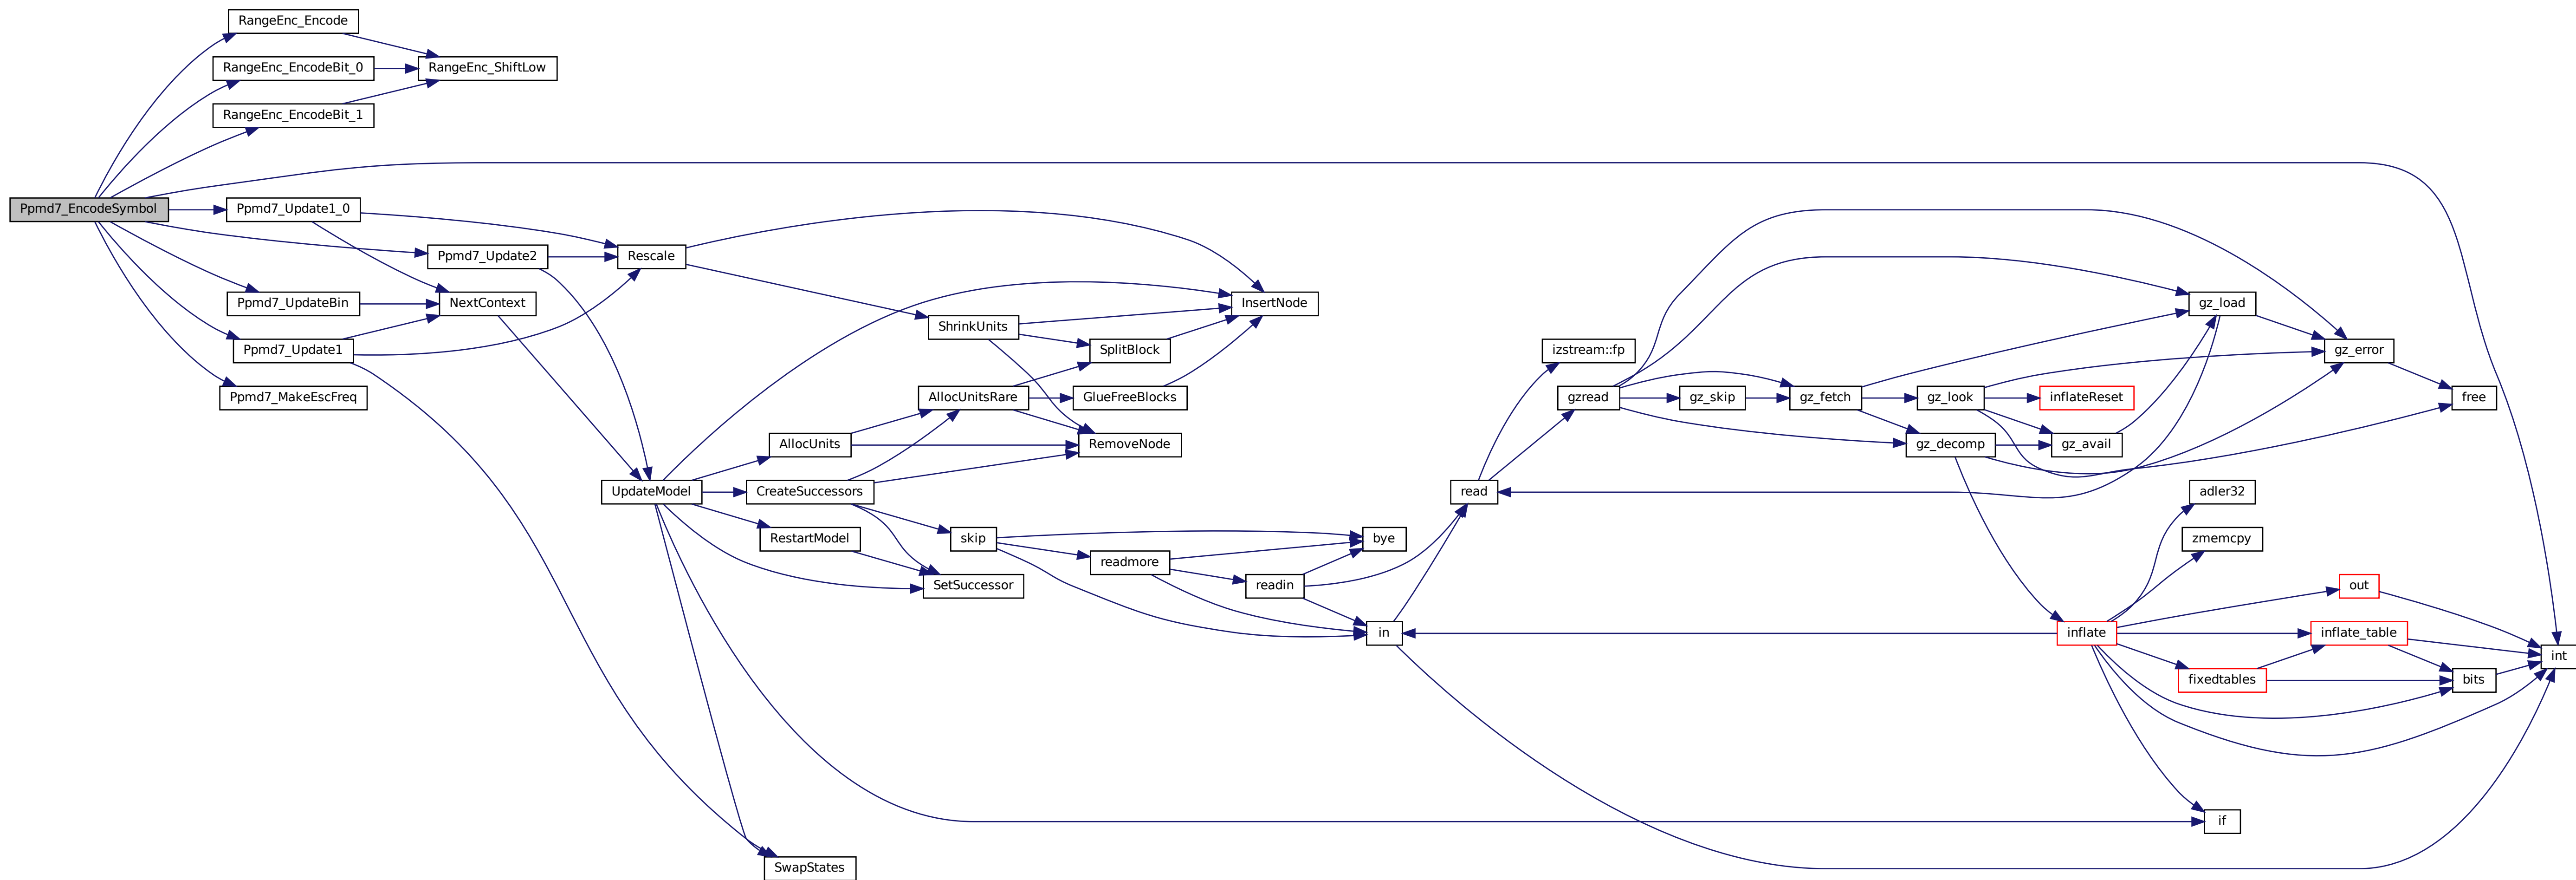 RangeEnc_Encode
RangeEnc_EncodeBit_0
RangeEnc_ShiftLow
RangeEnc_EncodeBit_1
Ppmd7_EncodeSymbol
Ppmd7_Update1_0
Ppmd7_Update2
Rescale
Ppmd7_UpdateBin
NextContext
InsertNode
gz_load
ShrinkUnits
Ppmd7_Update1
SplitBlock
izstream::fp
gz_error
Ppmd7_MakeEscFreq
AllocUnitsRare
GlueFreeBlocks
gzread
gz_skip
gz_fetch
gz_look
inflateReset
free
AllocUnits
RemoveNode
gz_decomp
gz_avail
UpdateModel
CreateSuccessors
read
adler32
RestartModel
skip
bye
zmemcpy
readmore
SetSuccessor
readin
out
in
inflate
inflate_table
int
fixedtables
bits
if
SwapStates